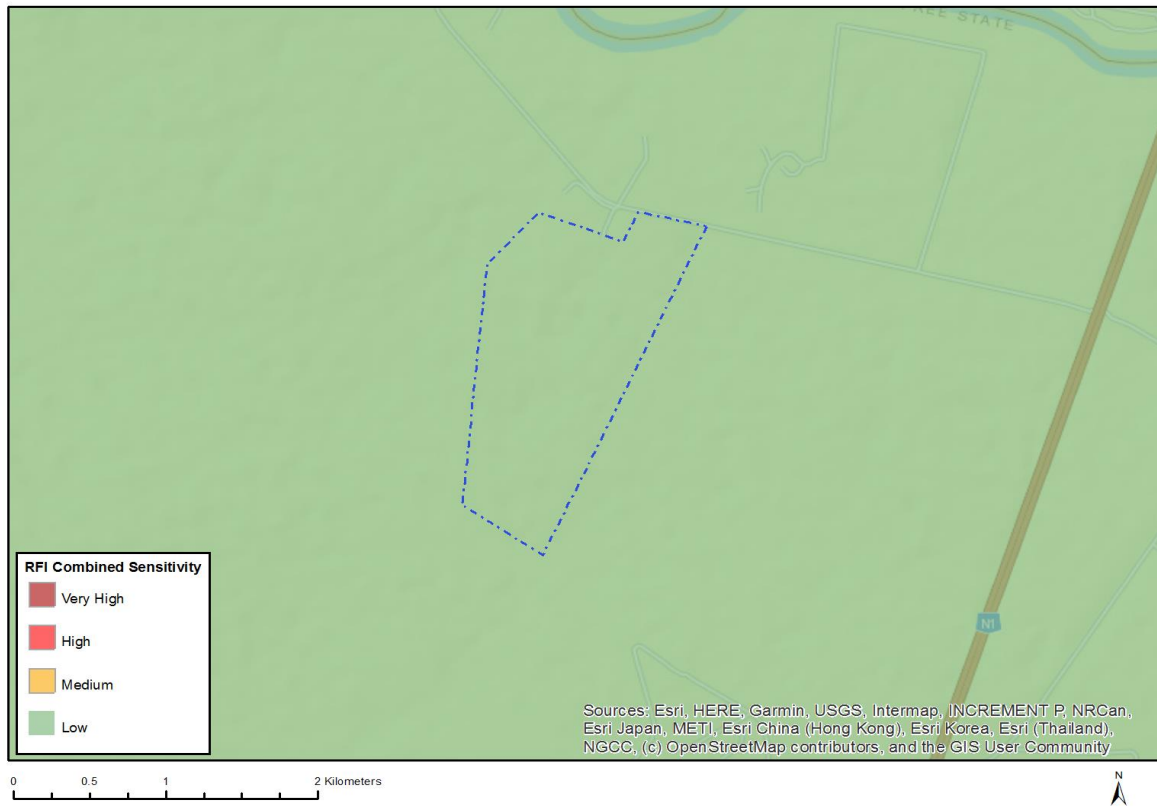 FREE STATE
N1
RFI Combined Sensitivity
Very High
High
Medium
Low
Sources: Esri, HERE, Garmin, USGS, Intermap, INCREMENT P, NRCan,
Esri Japan, METI, Esri China (Hong Kong), Esri Korea, Esri (Thailand),
NGCC, (c) OpenStreetMap contributors, and the GIS User Community
0 0.5 1 2 Kilometers
N